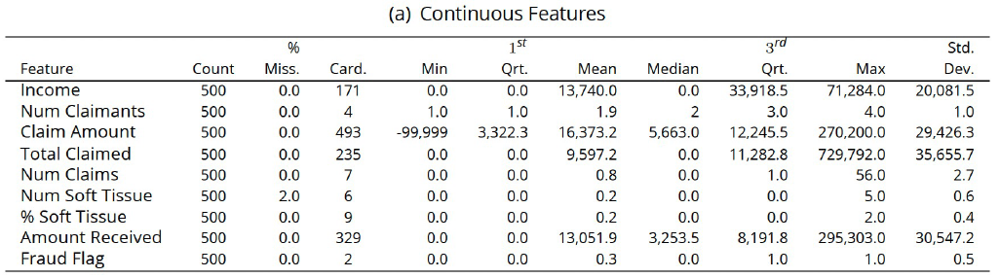 (a) Continuous Features
% 1st 3rd Std.
Feature Count Miss. Card. Min Qrt. Mean Median Qrt. Max Dev.
Income 500 0.0 171 0.0 0.0 13,740.0 0.0 33,918.5 71,284.0 20,081.5
Num Claimants 500 0.0 4 1.0 1.0 1.9 2 3.0 4.0 1.0
Claim Amount 500 0.0 493 -99,999 3,322.3 16,373.2 5,663.0 12,245.5 270,200.0 29,426.3
Total Claimed 500 0.0 235 0.0 0.0 9,597.2 0.0 11,282.8 729,792.0 35,655.7
Num Claims 500 0.0 7 0.0 0.0 0.8 0.0 1.0 56.0 2.7
Num Soft Tissue 500 2.0 6 0.0 0.0 0.2 0.0 0.0 5.0 0.6
% Soft Tissue 500 0.0 9 0.0 0.0 0.2 0.0 0.0 2.0 0.4
Amount Received 500 0.0 329 0.0 0.0 13,051.9 3,253.5 8,191.8 295,303.0 30,547.2
Fraud Flag 500 0.0 2 0.0 0.0 0.3 0.0 1.0 1.0 0.5